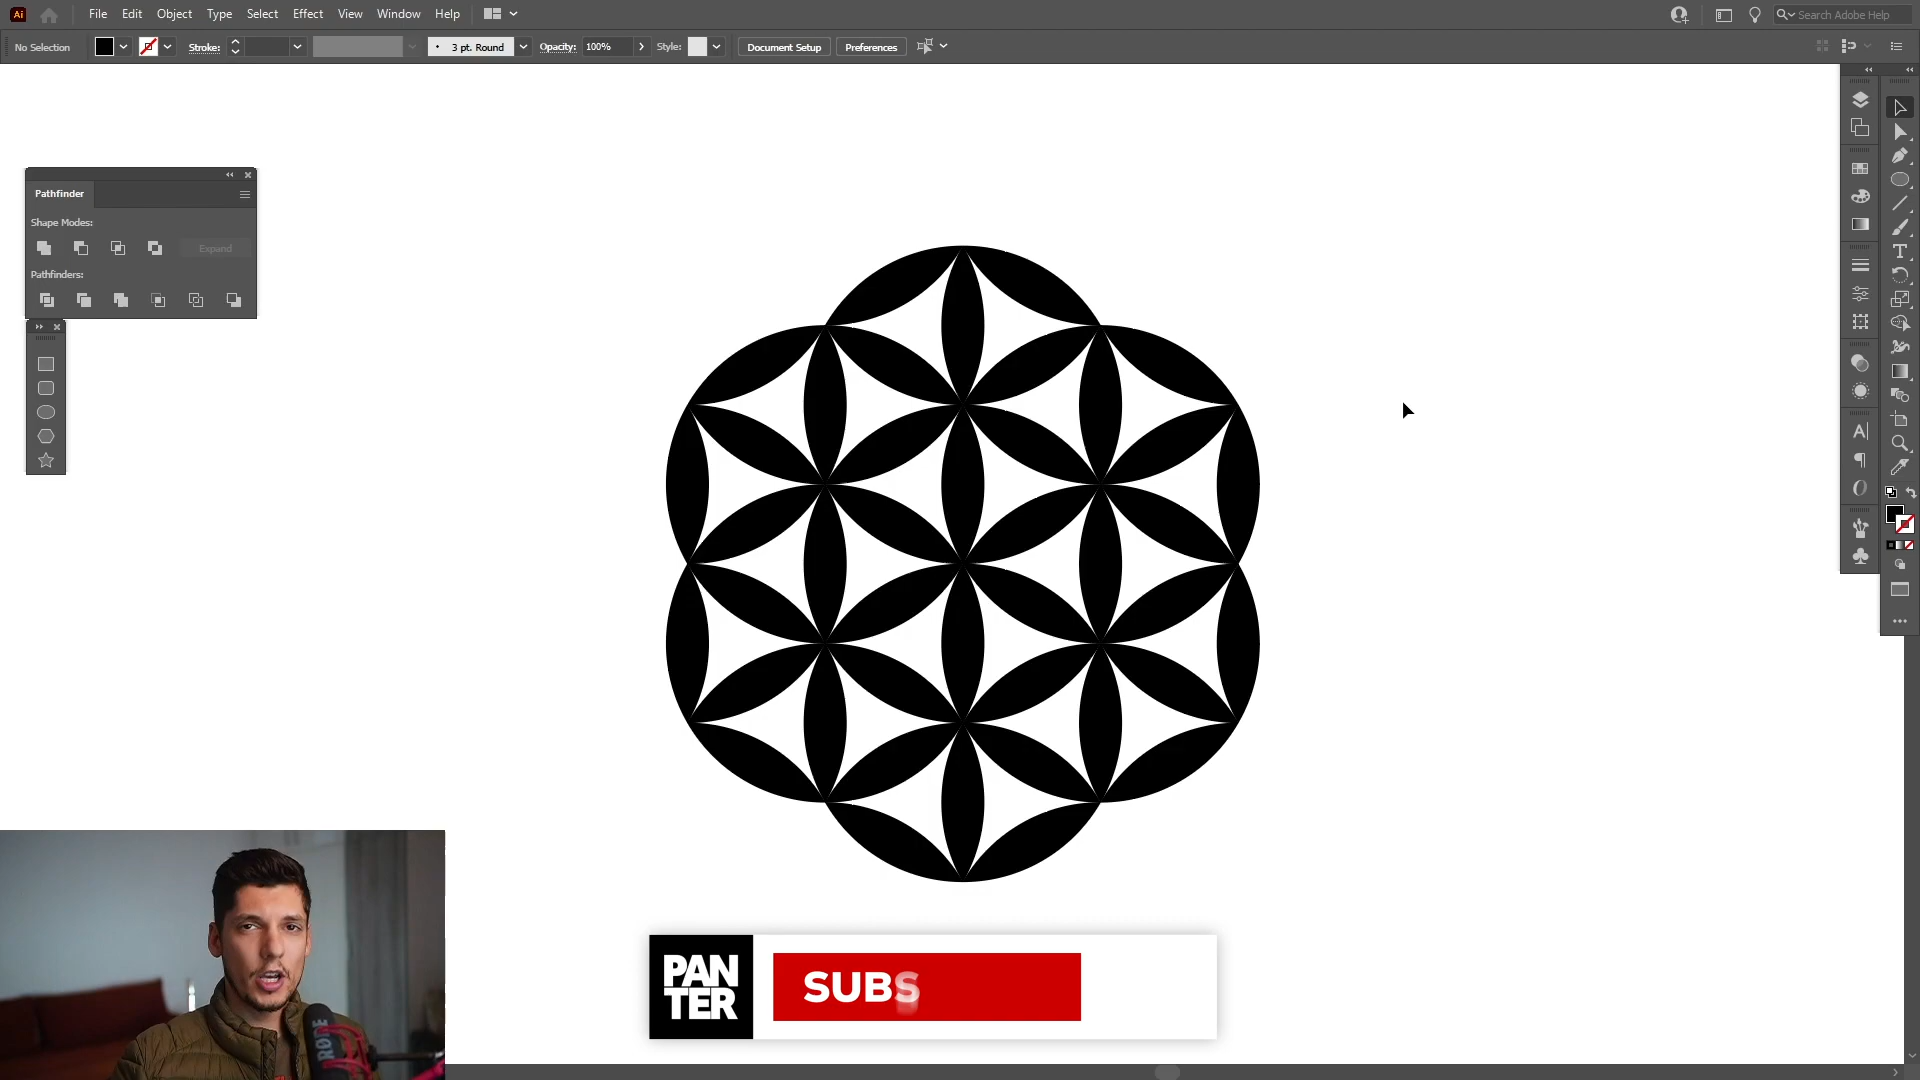 Ai File Edit Object Type Select Effect View Window Help Search Adobe Help
No Selection Stroke: 3 pt. Round Opacity: 100% Style: Document Setup Preferences
Pathfinder
Shape Modes:
Expand
Pathfinders:
PAN
TER
SUBS
RØDE